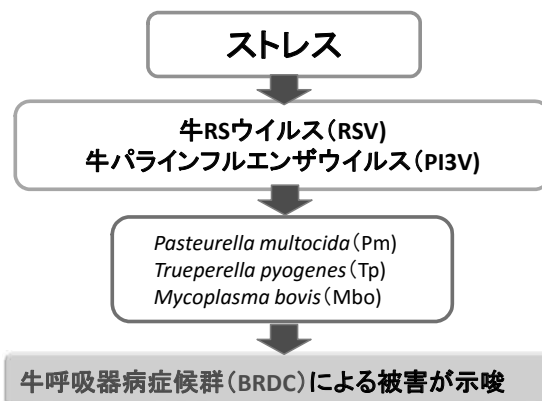 ストレス
牛RSウイルス(RSV)
牛パラインフルエンザウイルス(PI3V)
Pasteurella multocida(Pm)
Trueperella pyogenes(Tp)
Mycoplasma bovis(Mbo)
牛呼吸器病症候群(BRDC)による被害が示唆